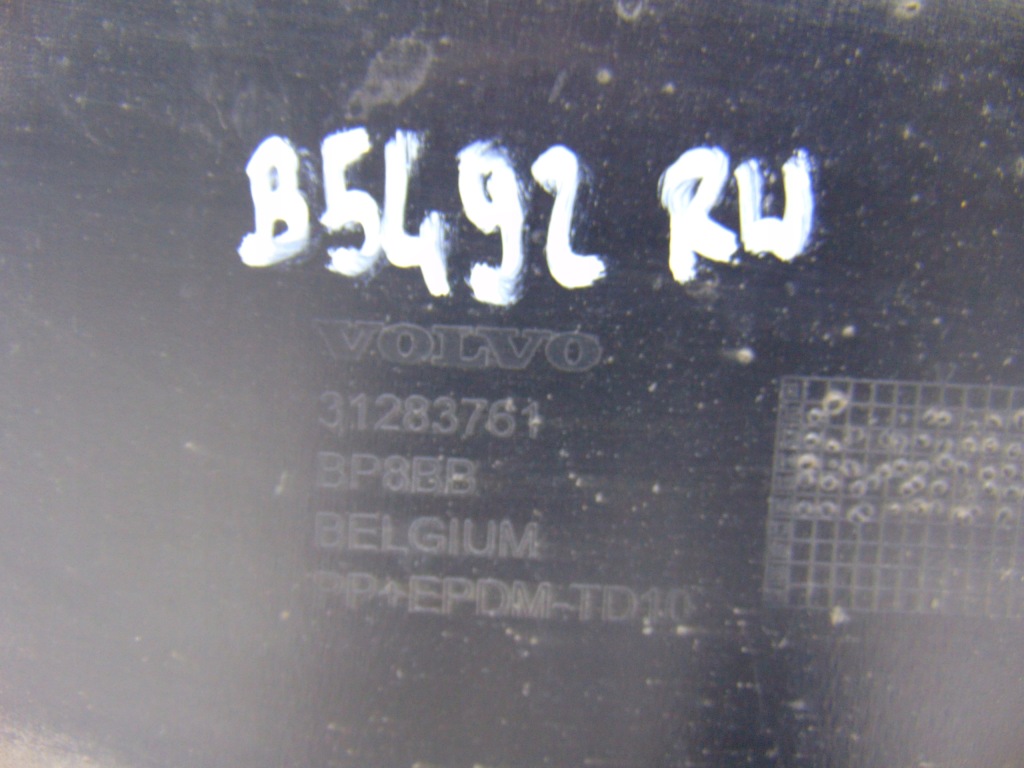 B5492 RW
VOLVO
31283761
BP8BB
BELGIUM
PP+EPDM-TD10